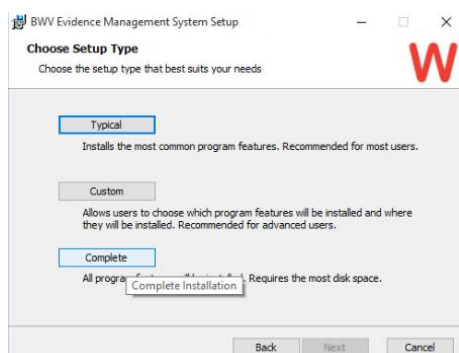 BWV Evidence Management System Setup
Choose Setup Type
Choose the setup type that best suits your needs
W
Typical
Installs the most common program features. Recommended for most users.
Custom
Allows users to choose which program features will be installed and where
they will be installed. Recommended for advanced users.
Complete
All progra . Requires the most disk space.
Complete Installation
Back Next Cancel